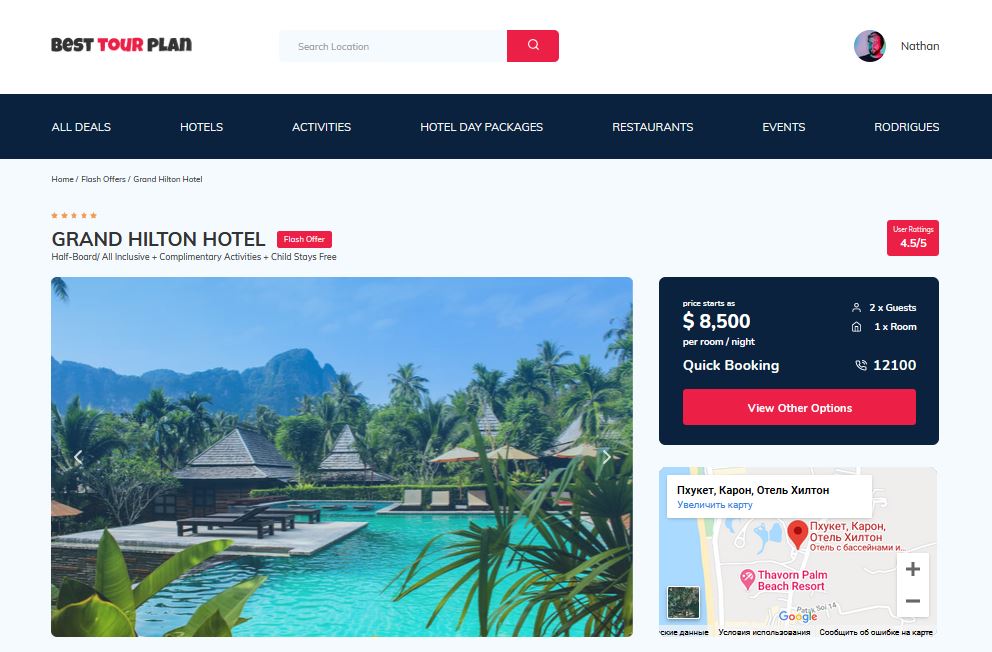 BEST TOUR PLAN
Search Location
Nathan
ALL DEALS
HOTELS
ACTIVITIES
HOTEL DAY PACKAGES
RESTAURANTS
EVENTS
RODRIGUES
Home / Flash Offers / Grand Hilton Hotel
GRAND HILTON HOTEL
Flash Offer
Half-Board/ All Inclusive + Complimentary Activities + Child Stays Free
User Rattings
4.5/5
price starts as
$ 8,500
per room / night
2 x Guests
1 x Room
Quick Booking
12100
View Other Options
Пхукет, Карон, Отель Хилтон
Увеличить карту
Пхукет, Карон,
Отель Хилтон
Отель с бассейнами и...
Thavorn Palm
Beach Resort
Patak Soi 14
Google
ские данные
Условия использования
Сообщить об ошибке на карте